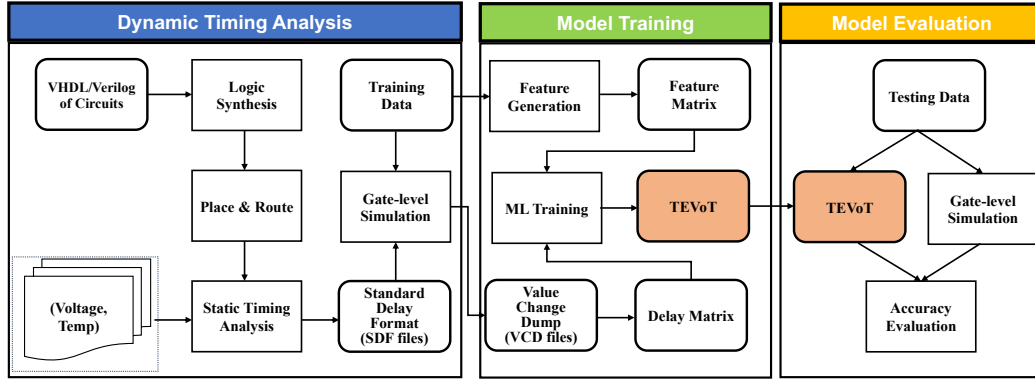 Dynamic Timing Analysis
Model Training
Model Evaluation
VHDL/Verilog
of Circuits
Logic
Synthesis
Training
Data
Feature
Generation
Feature
Matrix
Testing Data
Place & Route
Gate-level
Simulation
ML Training
TEVoT
TEVoT
Gate-level
Simulation
(Voltage,
Temp)
Static Timing
Analysis
Standard
Delay
Format
(SDF files)
Value
Change
Dump
(VCD files)
Delay Matrix
Accuracy
Evaluation